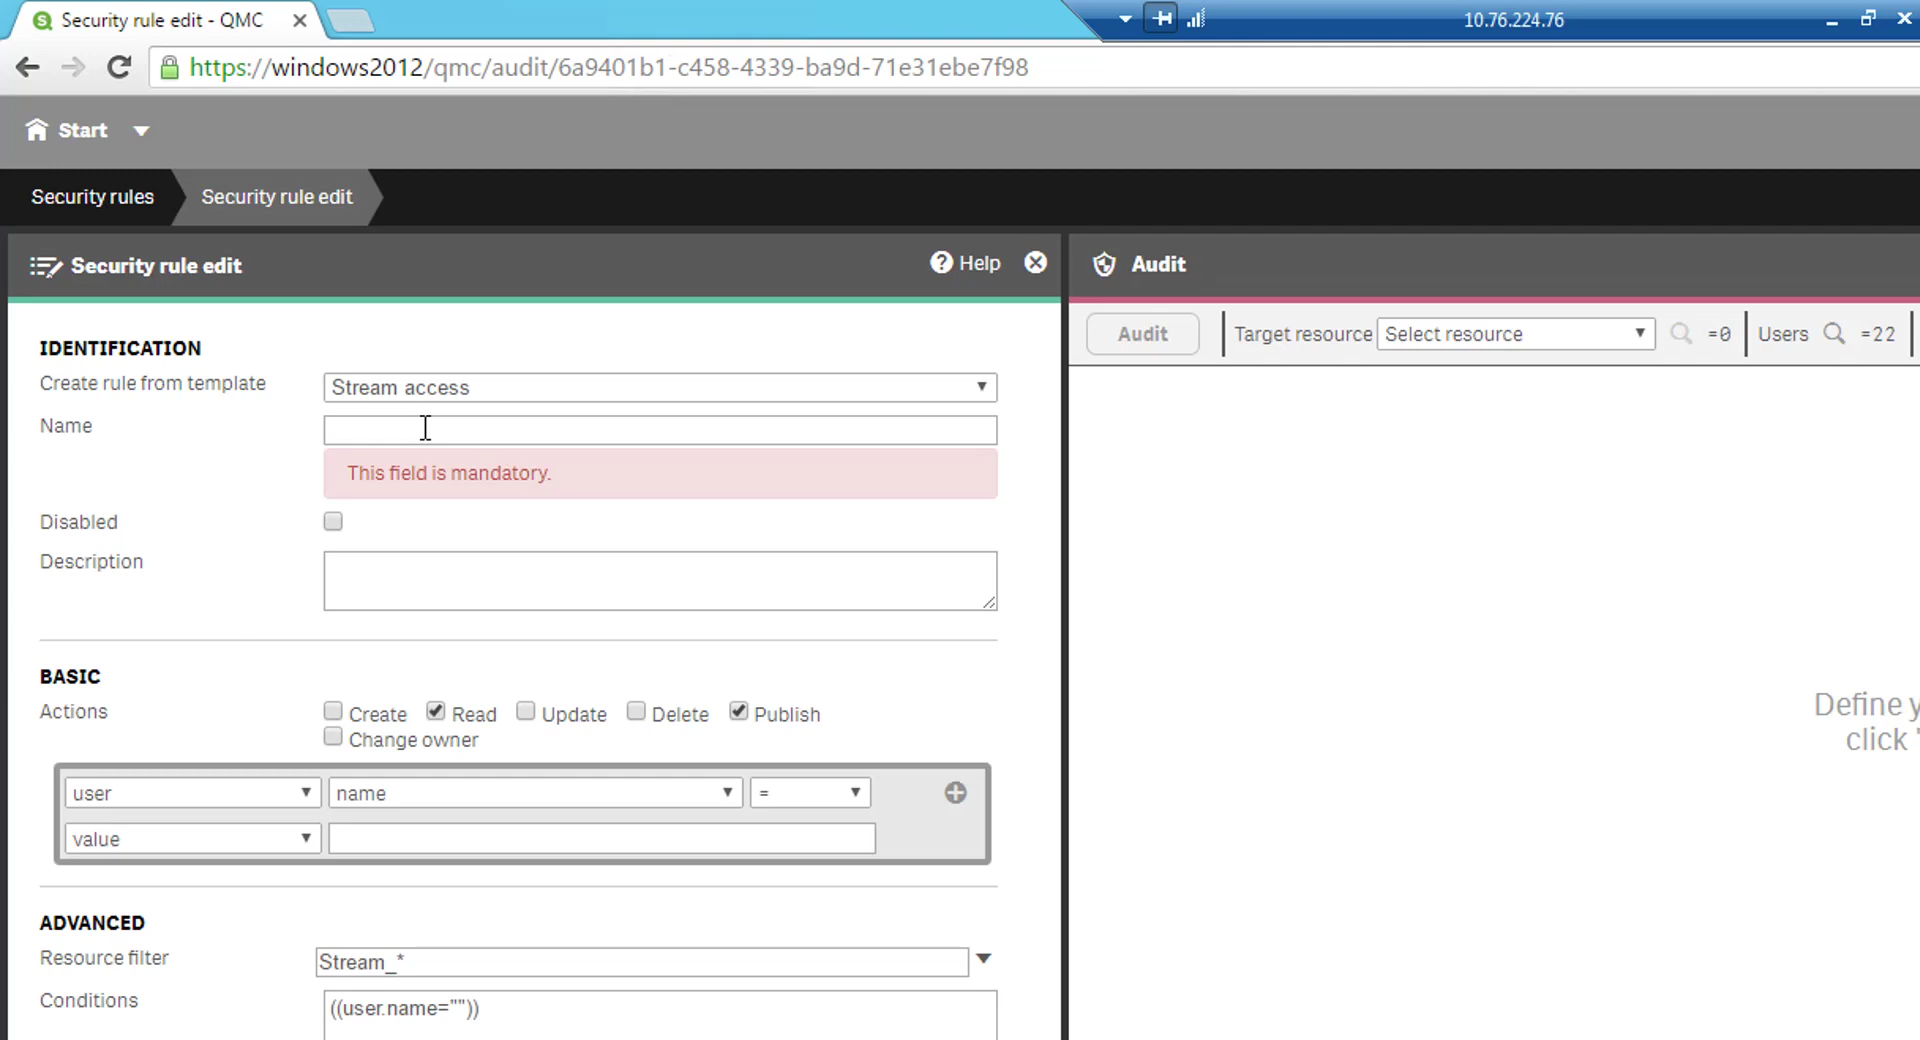 Security rule edit - QMC
10.76.224.76
https://windows2012/qmc/audit/6a9401b1-c458-4339-ba9d-71e31ebe7f98
Start
Security rules
Security rule edit
Security rule edit
Help
Audit
Audit
Target resource
Select resource
=0
Users
=22
IDENTIFICATION
Create rule from template
Stream access
Name
This field is mandatory.
Disabled
Description
BASIC
Actions
Create
Read
Update
Delete
Publish
Change owner
user
name
=
value
Define y
click '
ADVANCED
Resource filter
Stream_*
Conditions
((user.name=""))